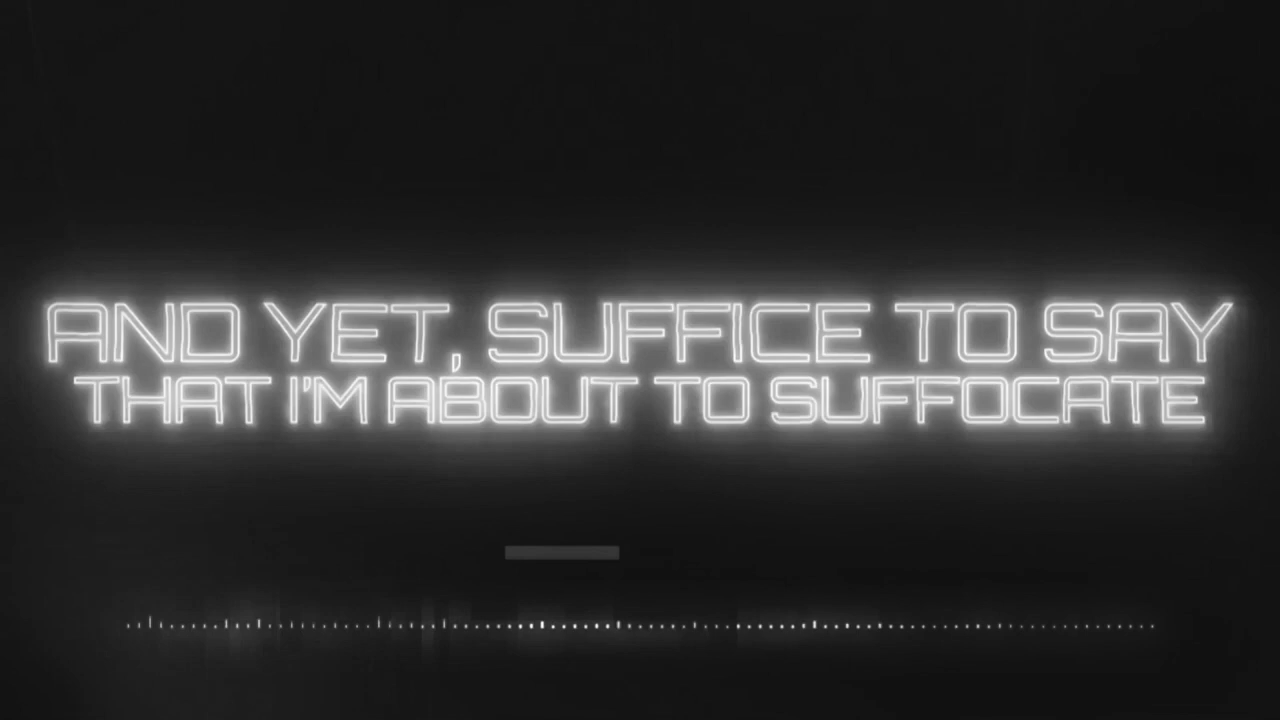 AND YET, SUFFICE TO SAY
THAT I'M ABOUT TO SUFFOCATE